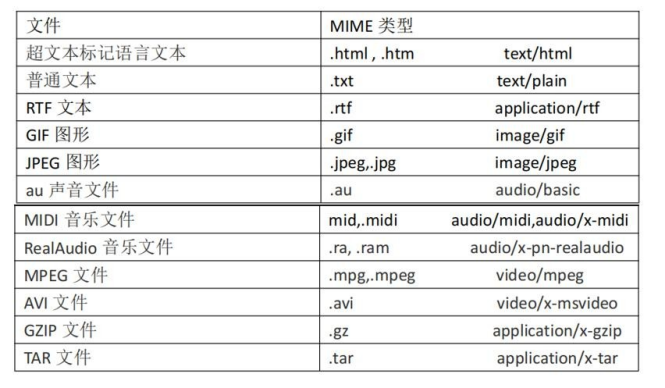 文件 MIME 类型
超文本标记语言文本 .html , .htm text/html
普通文本 .txt text/plain
RTF 文本 .rtf application/rtf
GIF 图形 .gif image/gif
JPEG 图形 .jpeg,.jpg image/jpeg
au 声音文件 .au audio/basic
MIDI 音乐文件 mid,.midi audio/midi,audio/x-midi
RealAudio 音乐文件 .ra, .ram audio/x-pn-realaudio
MPEG 文件 .mpg,.mpeg video/mpeg
AVI 文件 .avi video/x-msvideo
GZIP 文件 .gz application/x-gzip
TAR 文件 .tar application/x-tar